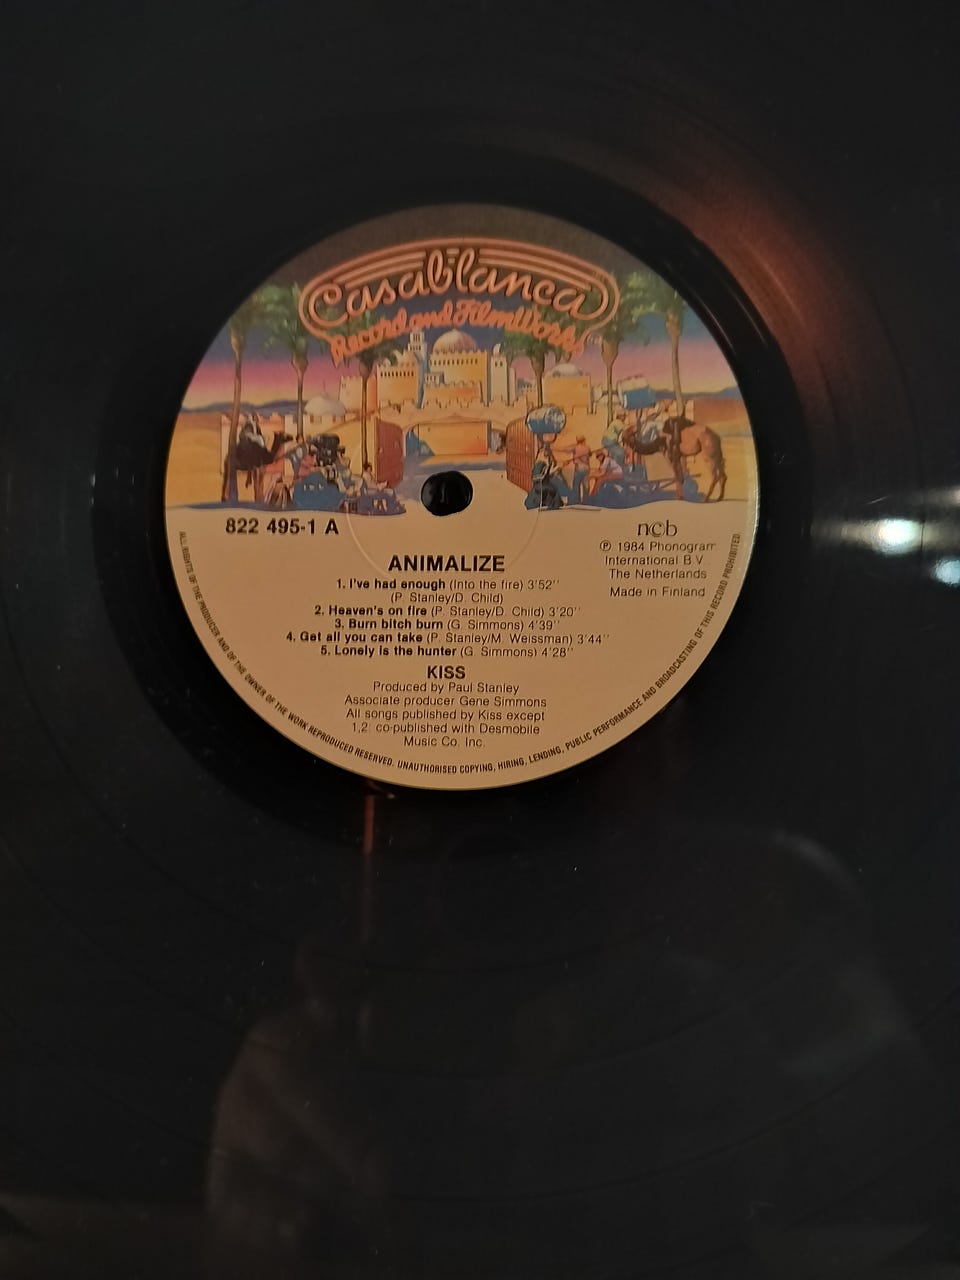 Casablanca
Record and FilmWorks
822 495-1 A
ncb
℗ 1984 Phonogram
International B.V.
The Netherlands
Made in Finland
ANIMALIZE
1. I've had enough (Into the fire) 3'52''
(P. Stanley/D. Child)
2. Heaven's on fire (P. Stanley/D. Child) 3'20''
3. Burn bitch burn (G. Simmons) 4'39''
4. Get all you can take (P. Stanley/M. Weissman) 3'44''
5. Lonely is the hunter (G. Simmons) 4'28''
KISS
Produced by Paul Stanley
Associate producer Gene Simmons
All songs published by Kiss except
1,2: co-published with Desmobile
Music Co. Inc.
ALL RIGHTS OF THE PRODUCER AND OF THE OWNER OF THE WORK REPRODUCED RESERVED. UNAUTHORISED COPYING, HIRING, LENDING, PUBLIC PERFORMANCE AND BROADCASTING OF THIS RECORD PROHIBITED